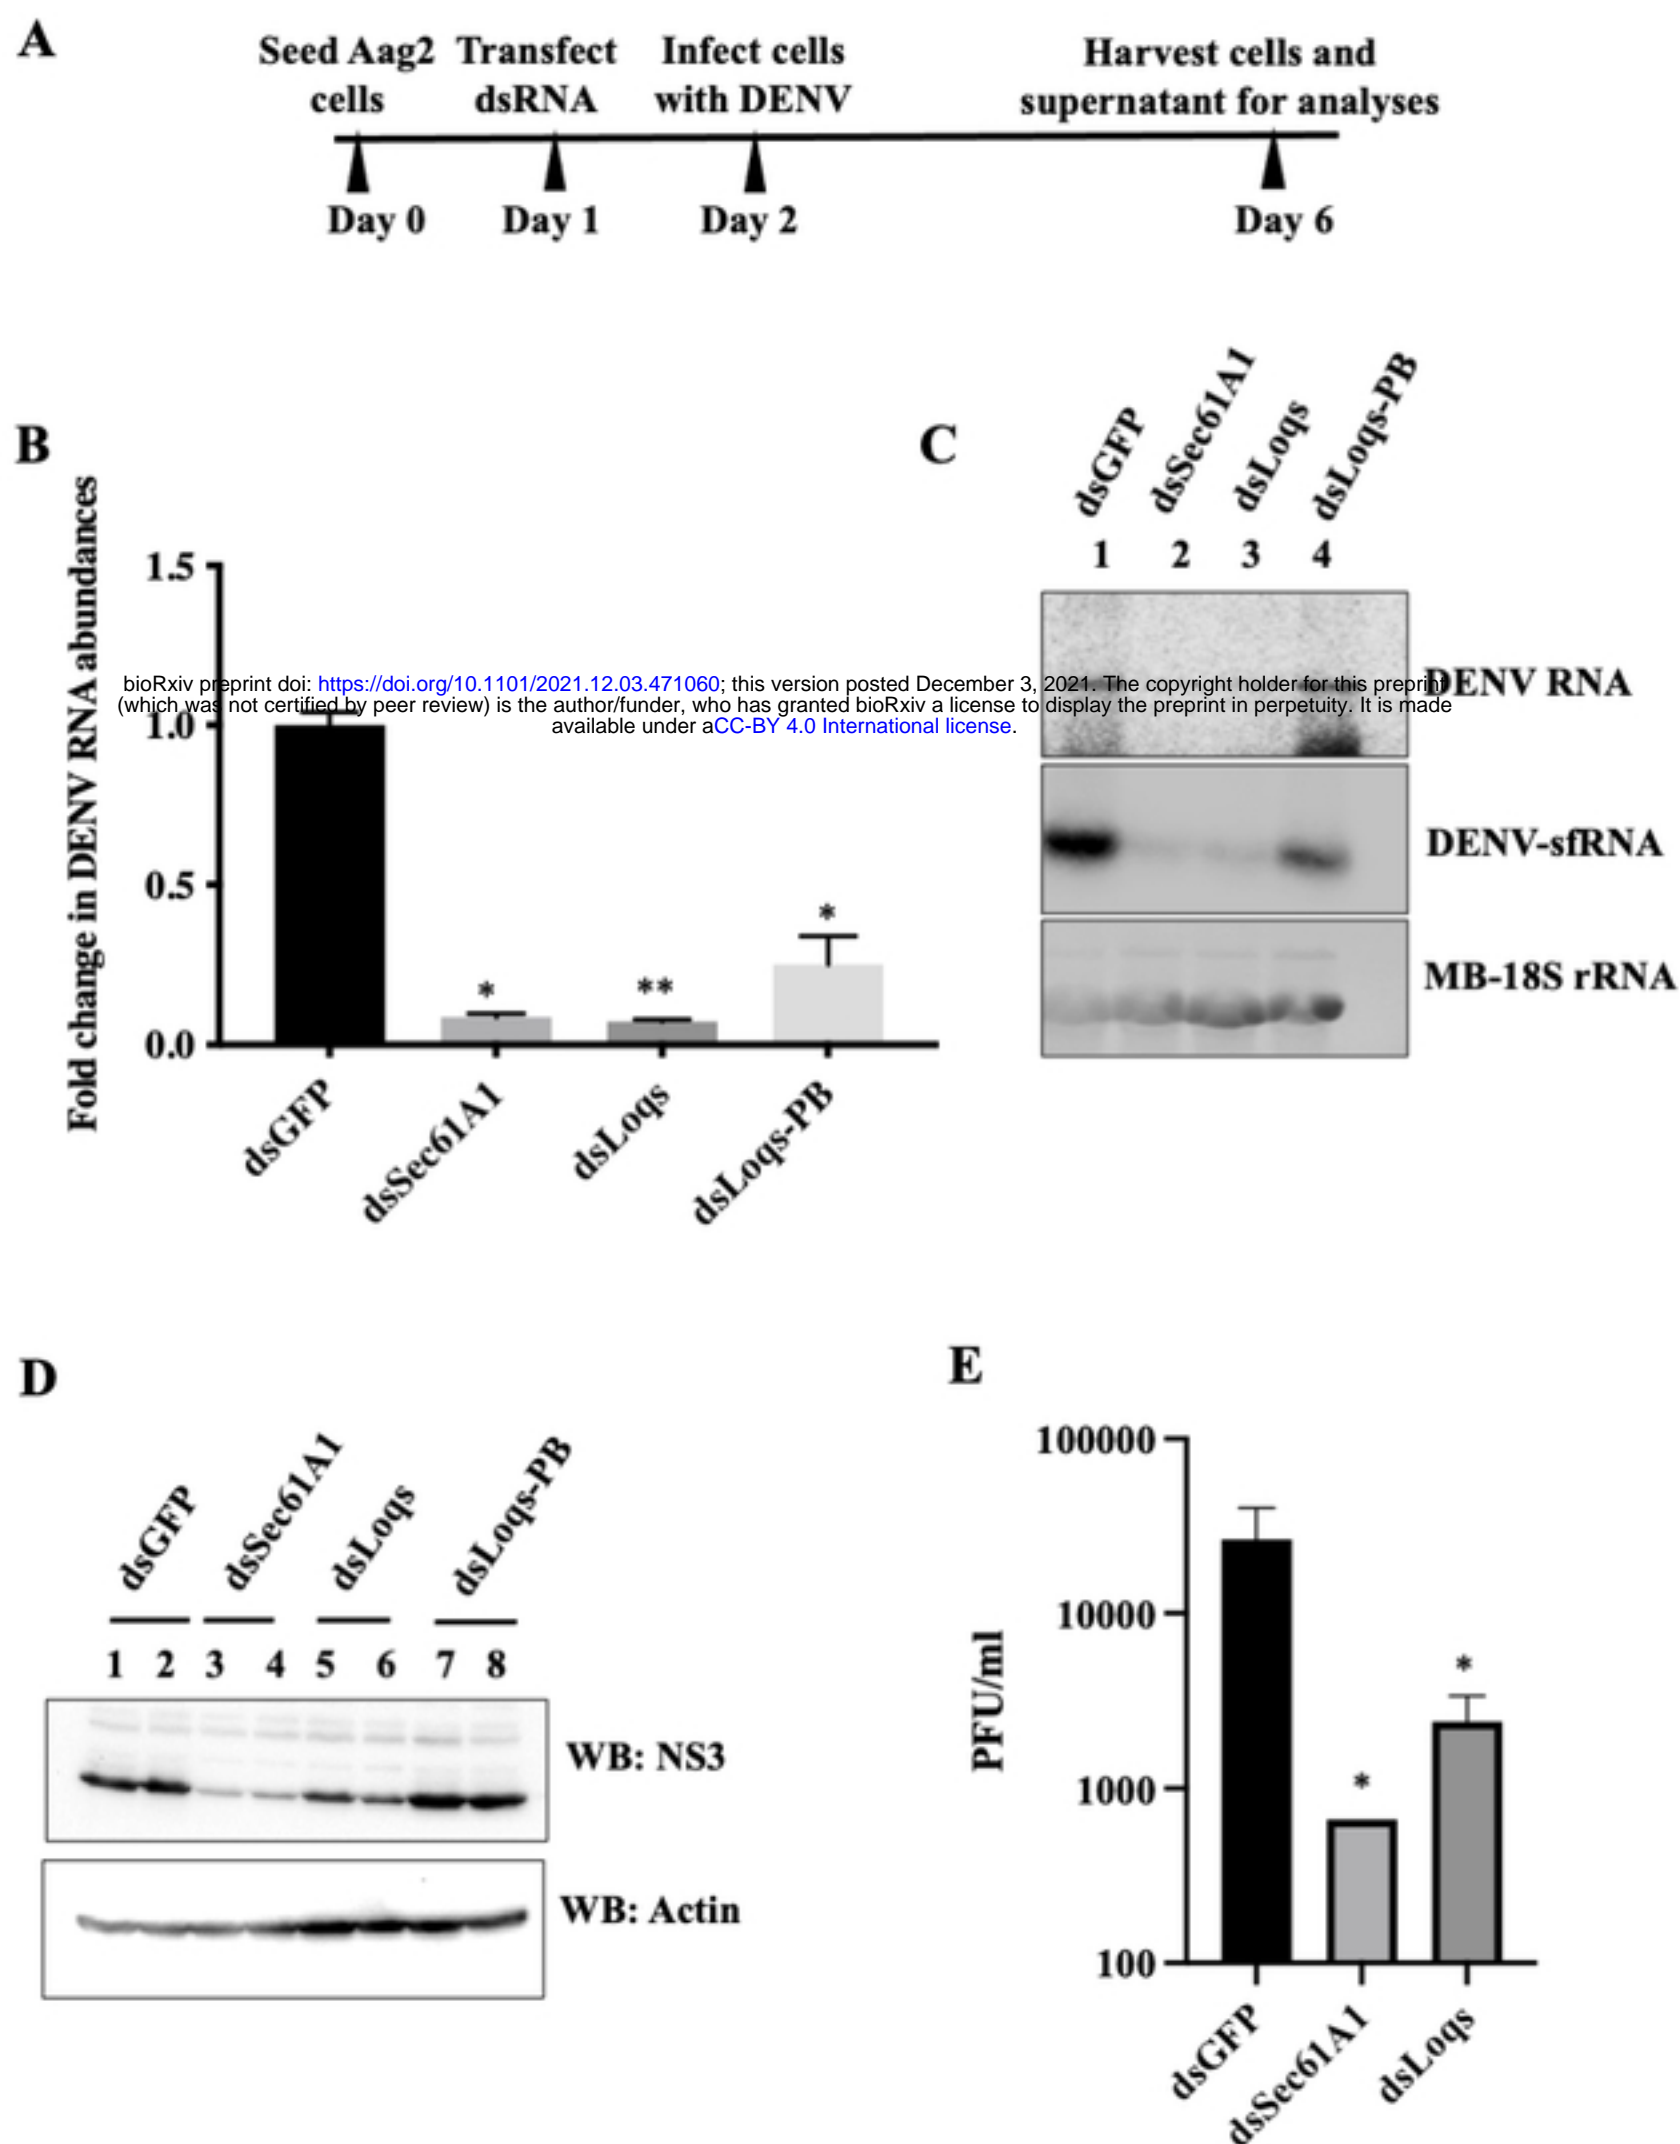 A
Seed Aag2 cells
Transfect dsRNA
Infect cells with DENV
Harvest cells and supernatant for analyses
Day 0
Day 1
Day 2
Day 6
B
Fold change in DENV RNA abundances
1.5
1.0
0.5
0.0
*
**
*
dsGFP
dsSec61A1
dsLoqs
dsLoqs-PB
bioRxiv preprint doi: https://doi.org/10.1101/2021.12.03.471060; this version posted December 3, 2021. The copyright holder for this preprint
(which was not certified by peer review) is the author/funder, who has granted bioRxiv a license to display the preprint in perpetuity. It is made
available under aCC-BY 4.0 International license.
C
dsGFP
dsSec61A1
dsLoqs
dsLoqs-PB
1 2 3 4
DENV RNA
DENV-sfRNA
MB-18S rRNA
D
dsGFP
dsSec61A1
dsLoqs
dsLoqs-PB
1 2 3 4 5 6 7 8
WB: NS3
WB: Actin
E
PFU/ml
100000
10000
1000
100
*
*
dsGFP
dsSec61A1
dsLoqs